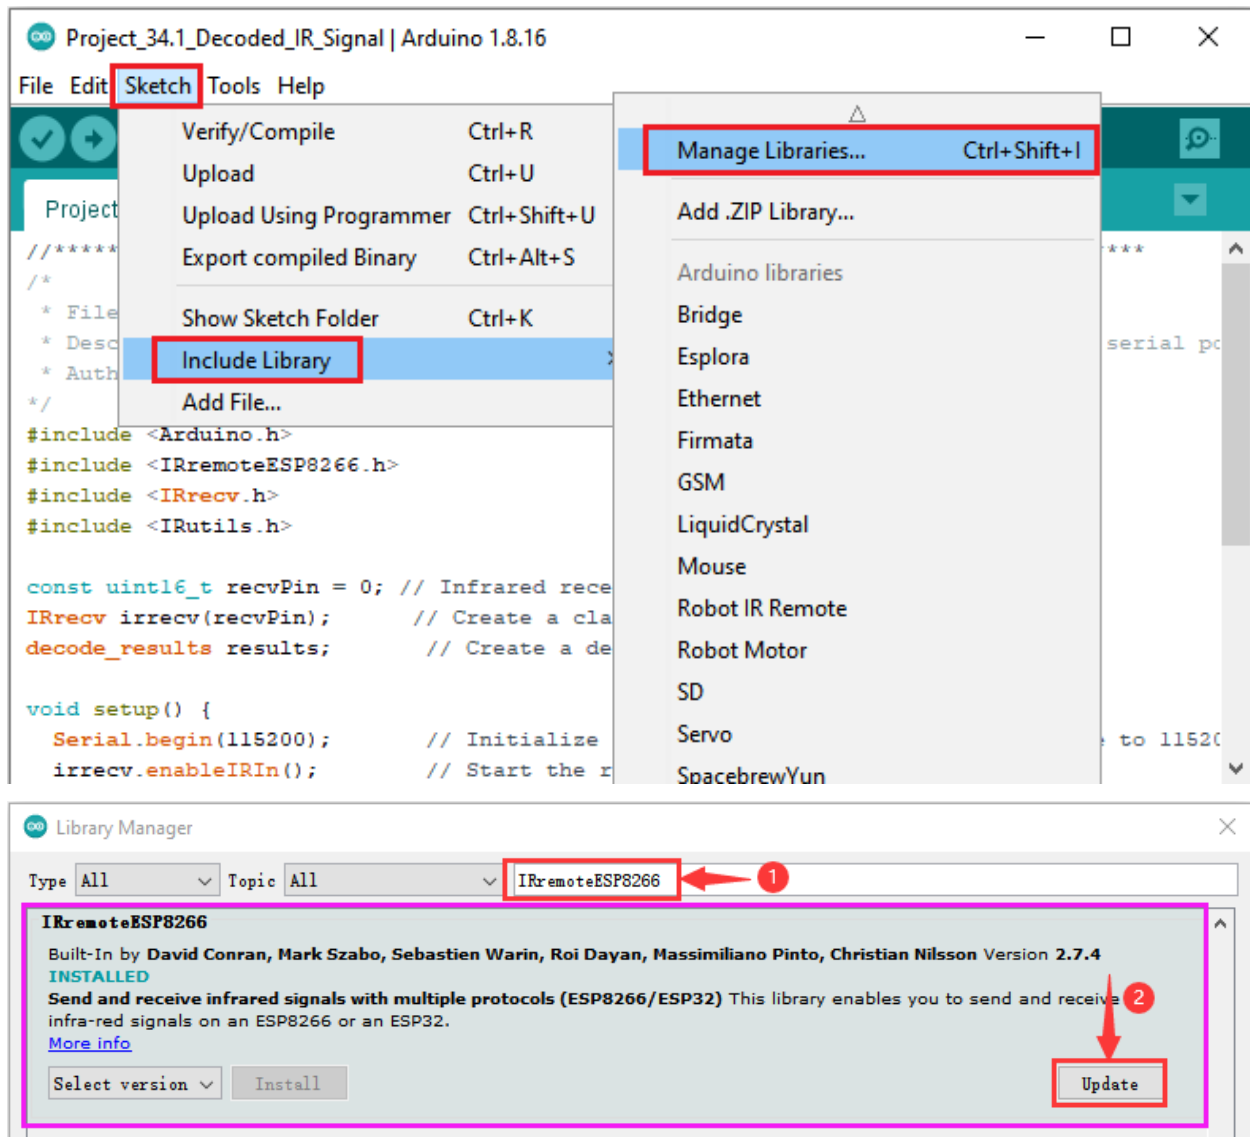 Project_34.1_Decoded_IR_Signal | Arduino 1.8.16
File Edit Sketch Tools Help
Verify/Compile Ctrl+R
Upload Ctrl+U
Upload Using Programmer Ctrl+Shift+U
Export compiled Binary Ctrl+Alt+S
Show Sketch Folder Ctrl+K
Include Library
Add File...
Manage Libraries... Ctrl+Shift+I
Add .ZIP Library...
Arduino libraries
Bridge
Esplora
Ethernet
Firmata
GSM
LiquidCrystal
Mouse
Robot IR Remote
Robot Motor
SD
Servo
SpacebrewYun
Project
//***** ****
/*
* File
* Desc serial po
* Auth
*/
#include <Arduino.h>
#include <IRremoteESP8266.h>
#include <IRrecv.h>
#include <IRutils.h>
const uint16_t recvPin = 0; // Infrared rece
IRrecv irrecv(recvPin); // Create a cla
decode_results results; // Create a de
void setup() {
Serial.begin(115200); // Initialize to 11520
irrecv.enableIRIn(); // Start the r
Library Manager
Type All Topic All IRremoteESP8266 1
IRremoteESP8266
Built-In by David Conran, Mark Szabo, Sebastien Warin, Roi Dayan, Massimiliano Pinto, Christian Nilsson Version 2.7.4
INSTALLED
Send and receive infrared signals with multiple protocols (ESP8266/ESP32) This library enables you to send and receive 2
infra-red signals on an ESP8266 or an ESP32.
More info
Select version Install Update